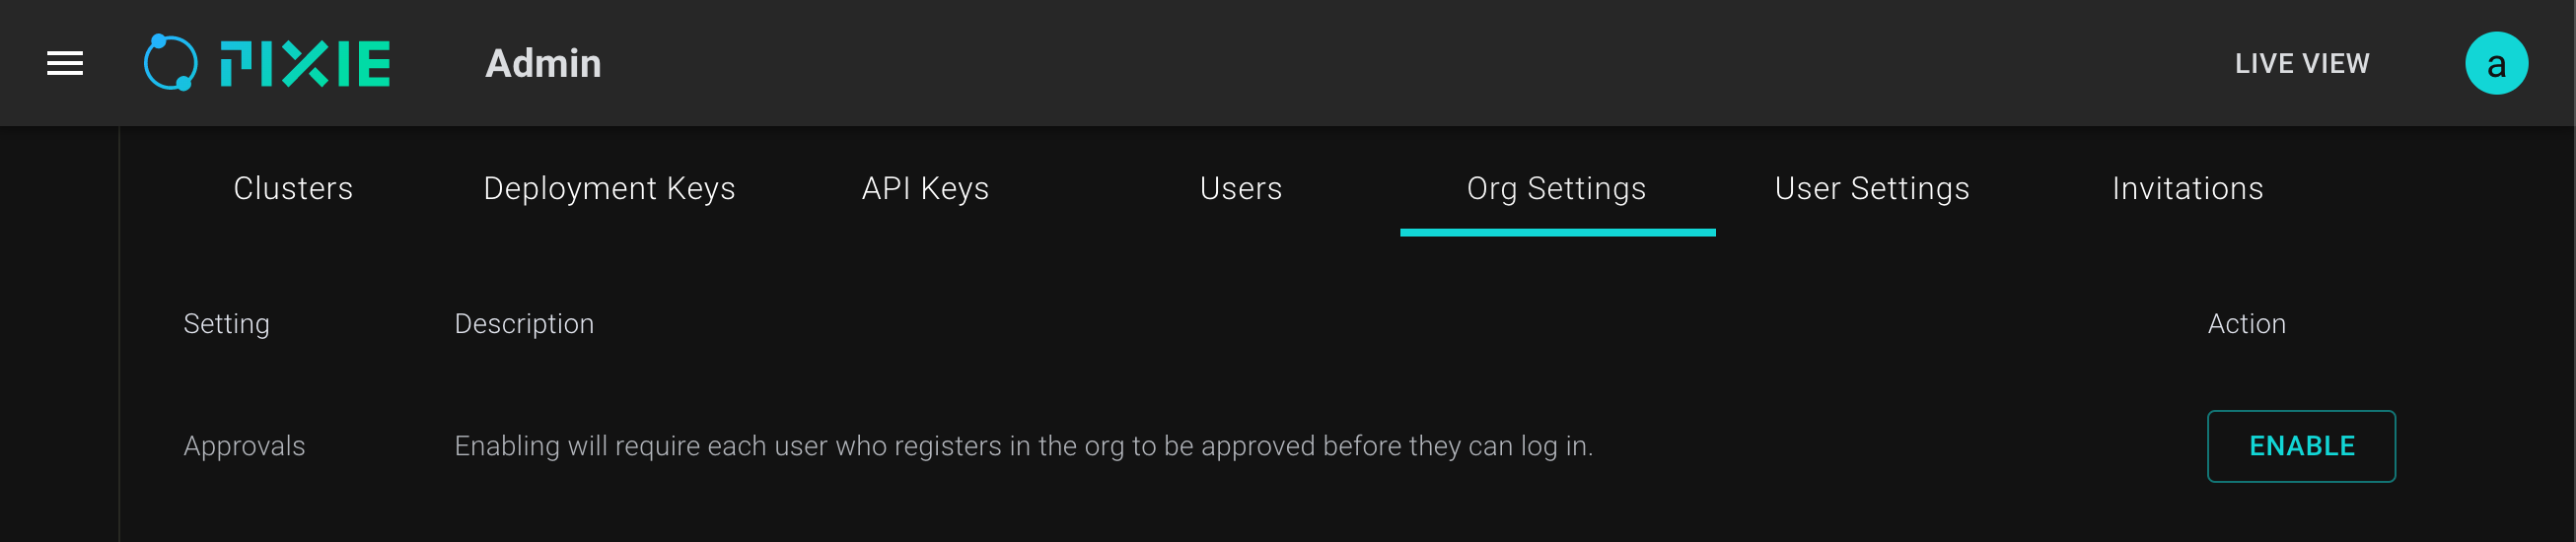 PIXIE
Admin
LIVE VIEW
a
Clusters
Deployment Keys
API Keys
Users
Org Settings
User Settings
Invitations
Setting
Description
Action
Approvals
Enabling will require each user who registers in the org to be approved before they can log in.
ENABLE